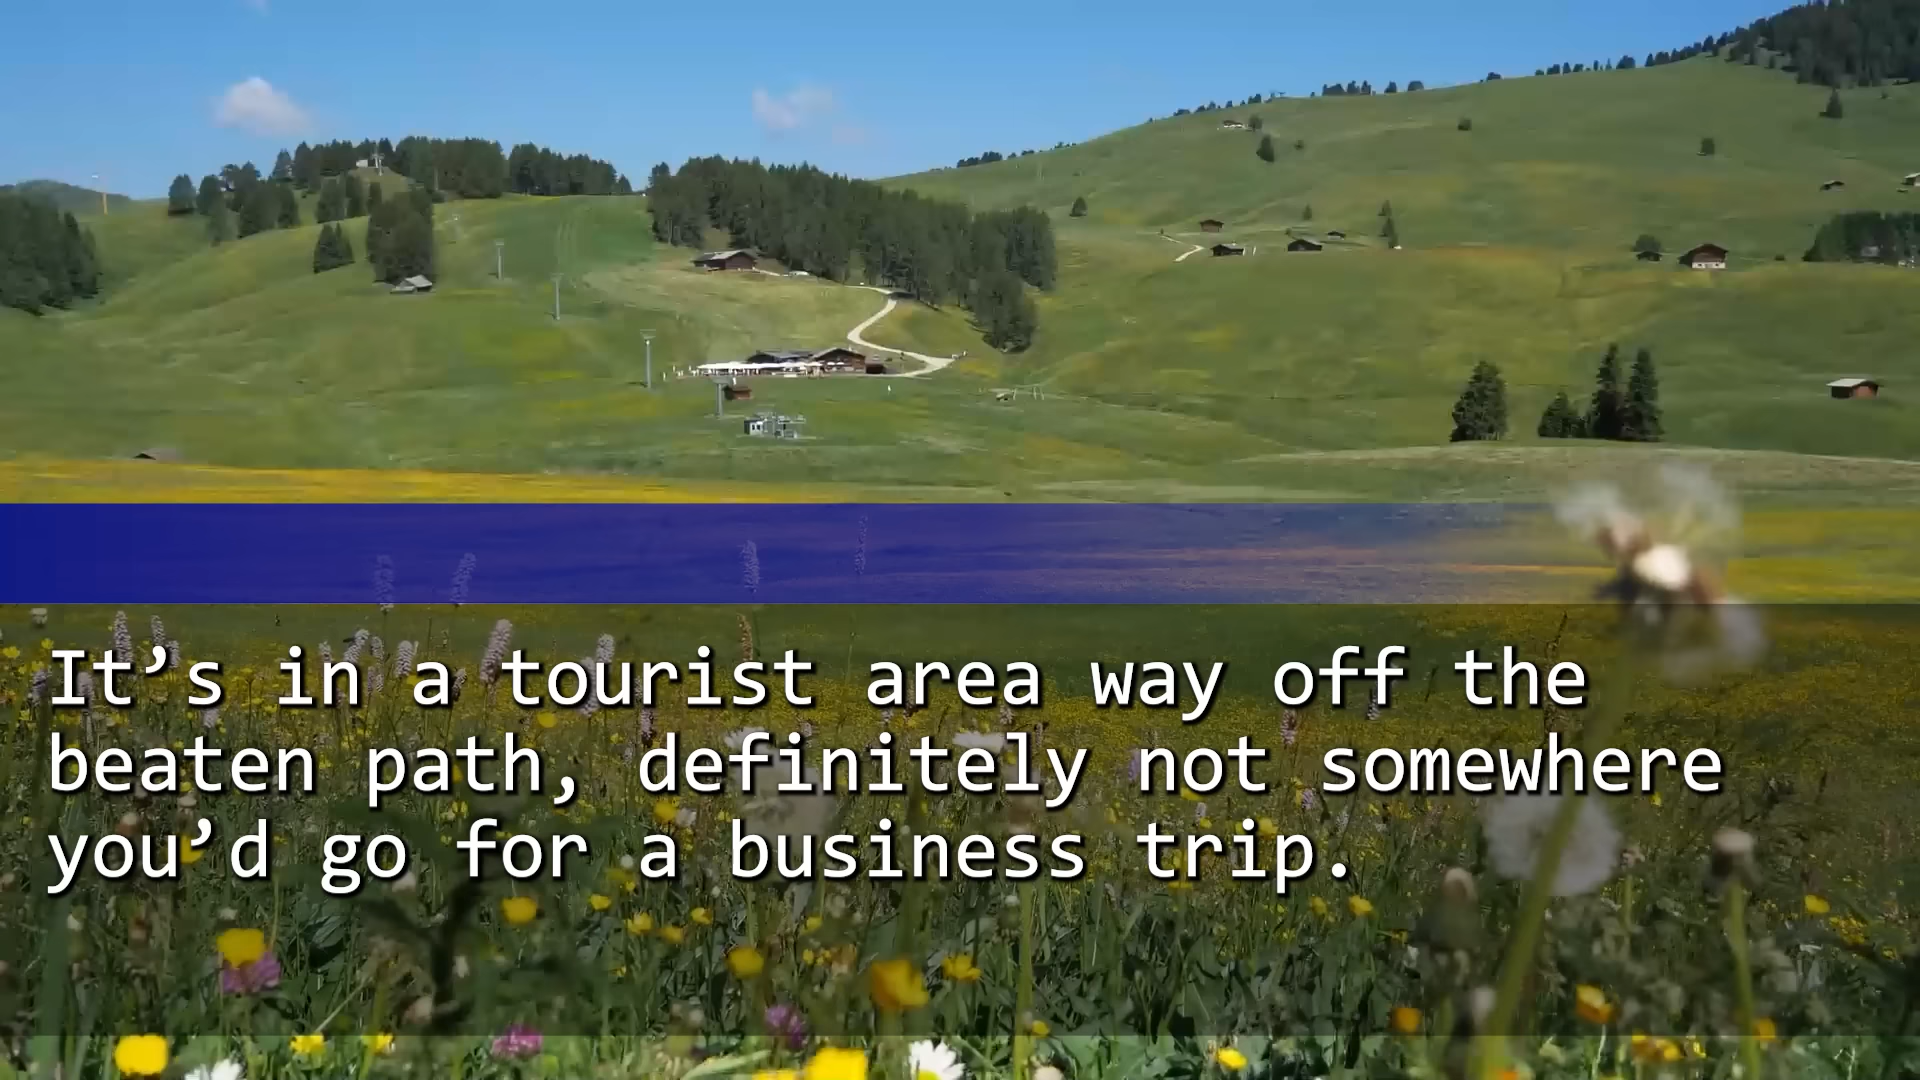 It’s in a tourist area way off the
beaten path, definitely not somewhere
you’d go for a business trip.